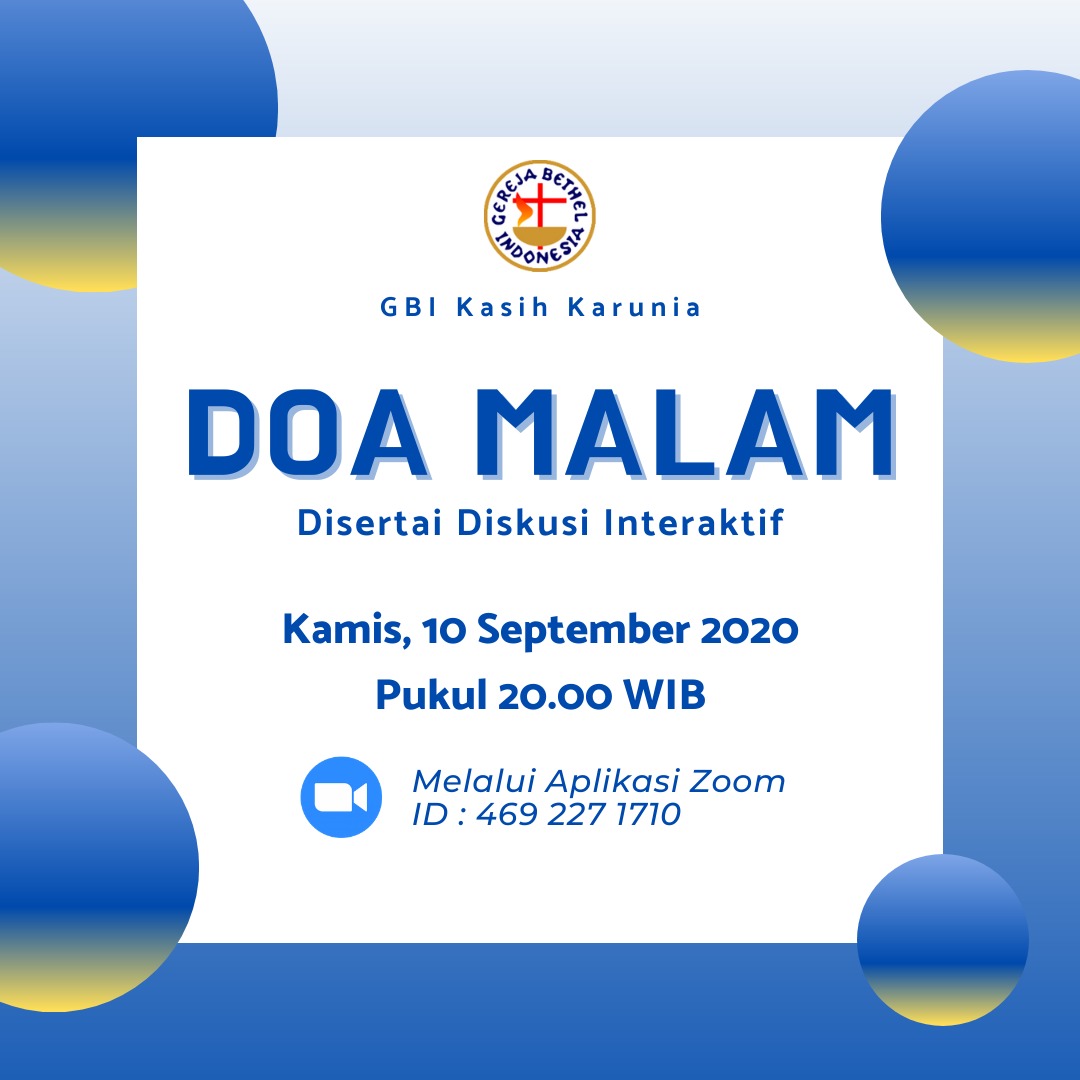 GEREJA BETHEL
INDONESIA
GBI Kasih Karunia
DOA MALAM
Disertai Diskusi Interaktif
Kamis, 10 September 2020
Pukul 20.00 WIB
Melalui Aplikasi Zoom
ID : 469 227 1710